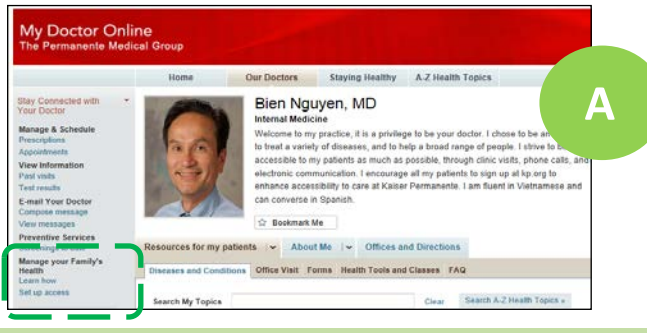 My Doctor Online
The Permanente Medical Group
A
Home Our Doctors Staying Healthy A-Z Health Topics
Stay Connected with
Your Doctor
Manage & Schedule
Prescriptions
Appointments
View Information
Past visits
Test results
E-mail Your Doctor
Compose message
View messages
Preventive Services
Manage your Family's
Health
Learn how
Set up access
Bien Nguyen, MD
Internal Medicine
Welcome to my practice, it is a privilege to be your doctor. I chose to be an
to treat a variety of diseases, and to help a broad range of people. I strive to be
accessible to my patients as much as possible, through clinic visits, phone calls, and
electronic communication. I encourage all my patients to sign up at kp.org to
enhance accessibility to care at Kaiser Permanente. I am fluent in Vietnamese and
can converse in Spanish.
Bookmark Me
Resources for my patients About Me Offices and Directions
Diseases and Conditions Office Visit Forms Health Tools and Classes FAQ
Search My Topics Clear Search A-Z Health Topics »